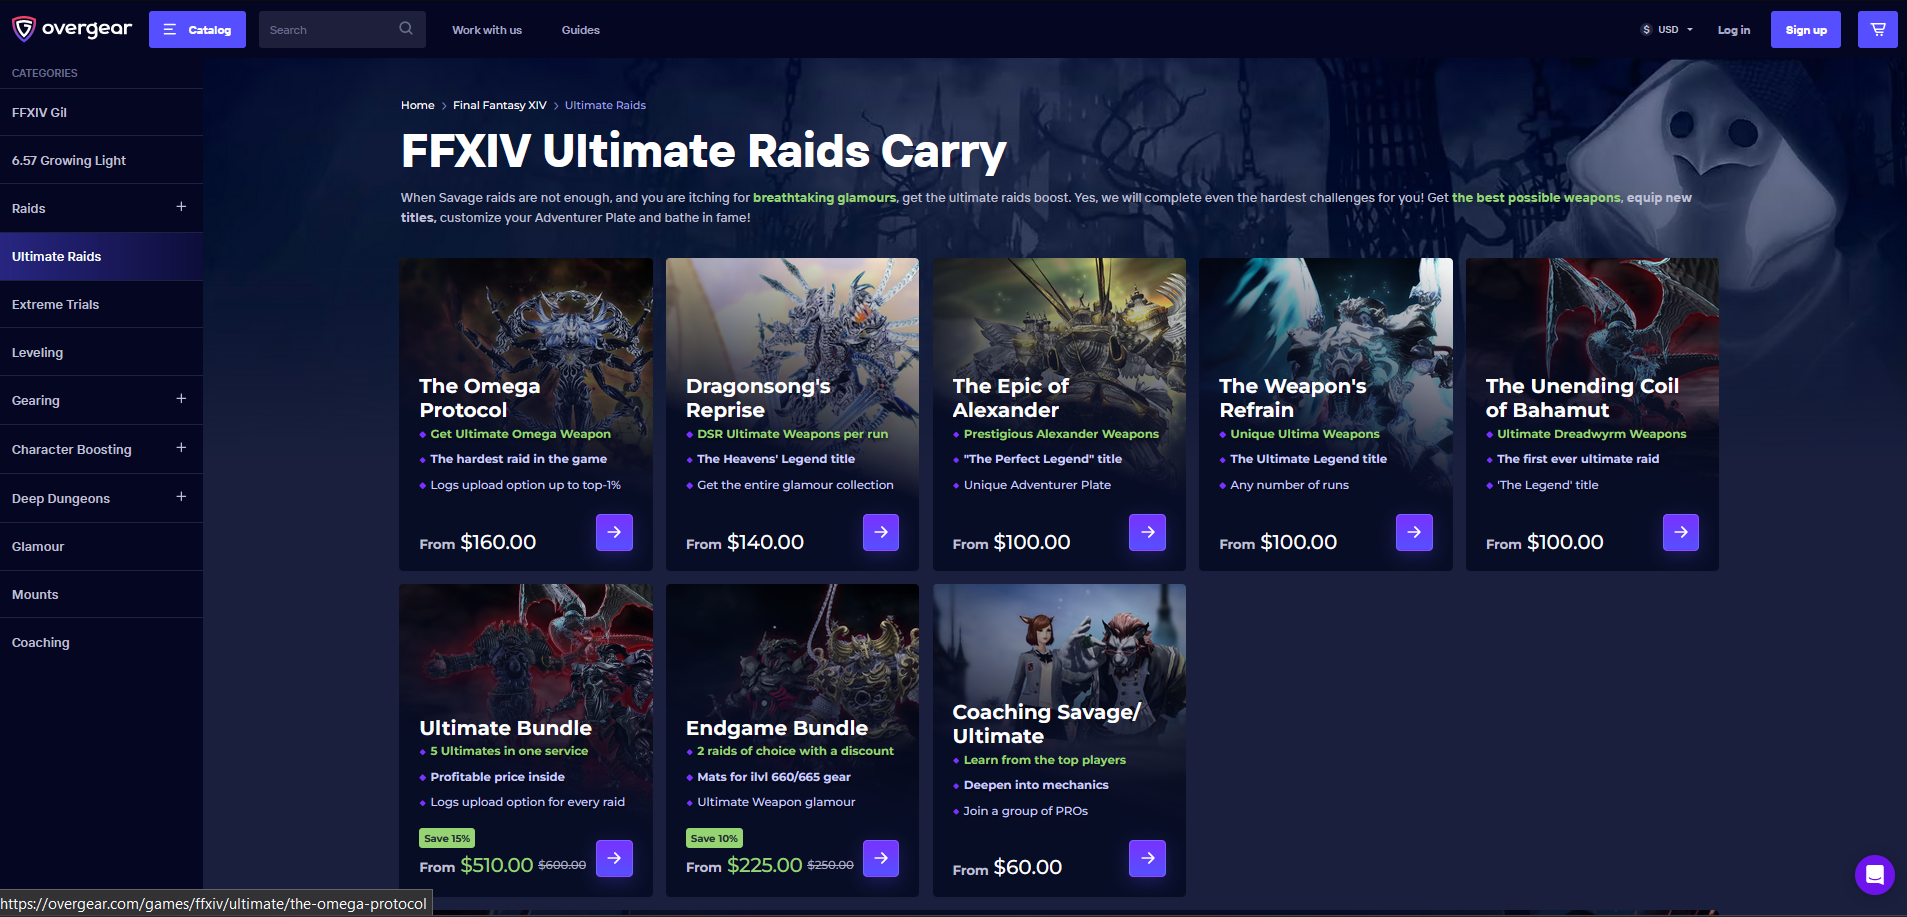 overgear
Catalog
Search
Work with us
Guides
$ USD
Log in
Sign up
CATEGORIES
FFXIV Gil
6.57 Growing Light
Raids
Ultimate Raids
Extreme Trials
Leveling
Gearing
Character Boosting
Deep Dungeons
Glamour
Mounts
Coaching
Home > Final Fantasy XIV > Ultimate Raids
FFXIV Ultimate Raids Carry
When Savage raids are not enough, and you are itching for breathtaking glamours, get the ultimate raids boost. Yes, we will complete even the hardest challenges for you! Get the best possible weapons, equip new
titles, customize your Adventurer Plate and bathe in fame!
The Omega
Protocol
Get Ultimate Omega Weapon
The hardest raid in the game
Logs upload option up to top-1%
From $160.00
Dragonsong's
Reprise
DSR Ultimate Weapons per run
The Heavens' Legend title
Get the entire glamour collection
From $140.00
The Epic of
Alexander
Prestigious Alexander Weapons
"The Perfect Legend" title
Unique Adventurer Plate
From $100.00
The Weapon's
Refrain
Unique Ultima Weapons
The Ultimate Legend title
Any number of runs
From $100.00
The Unending Coil
of Bahamut
Ultimate Dreadwyrm Weapons
The first ever ultimate raid
'The Legend' title
From $100.00
Ultimate Bundle
5 Ultimates in one service
Profitable price inside
Logs upload option for every raid
Save 15%
From $510.00 $600.00
Endgame Bundle
2 raids of choice with a discount
Mats for ilvl 660/665 gear
Ultimate Weapon glamour
Save 10%
From $225.00 $250.00
Coaching Savage/
Ultimate
Learn from the top players
Deepen into mechanics
Join a group of PROs
From $60.00
https://overgear.com/games/ffxiv/ultimate/the-omega-protocol